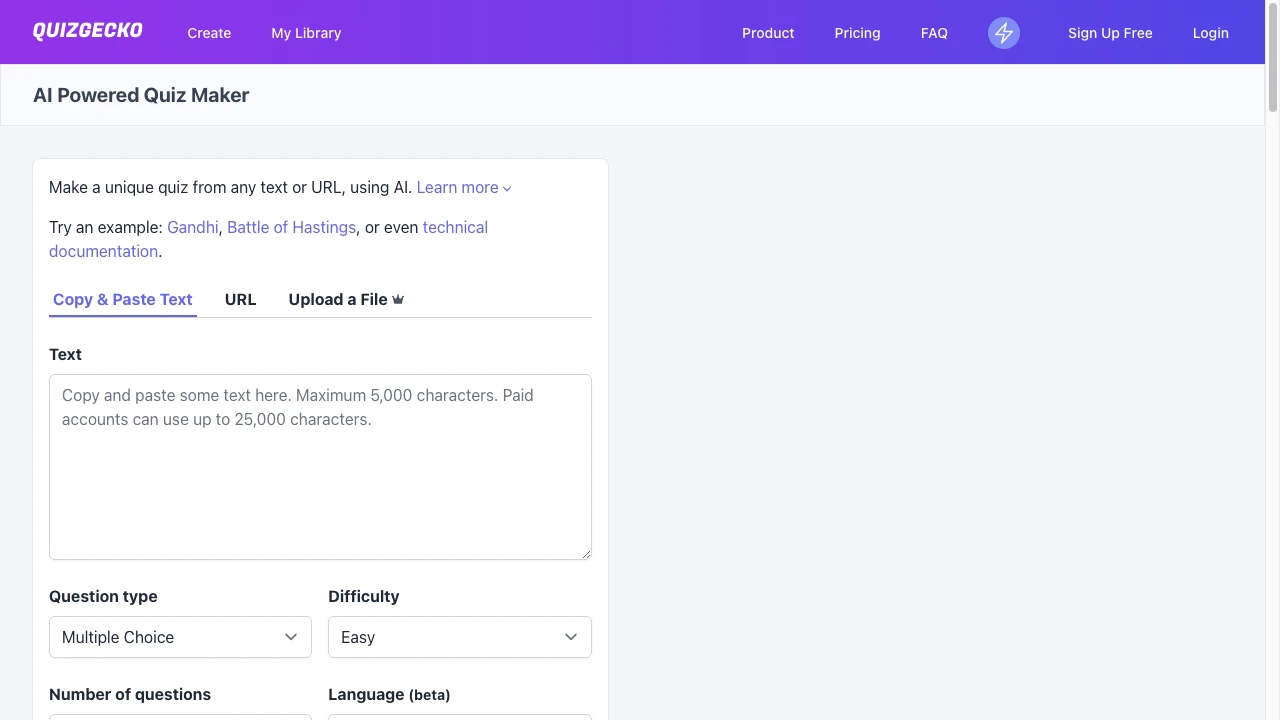 QUIZGECKO Create My Library Product Pricing FAQ Sign Up Free Login
AI Powered Quiz Maker
Make a unique quiz from any text or URL, using AI. Learn more
Try an example: Gandhi, Battle of Hastings, or even technical
documentation.
Copy & Paste Text URL Upload a File
Text
Copy and paste some text here. Maximum 5,000 characters. Paid
accounts can use up to 25,000 characters.
Question type Difficulty
Multiple Choice Easy
Number of questions Language (beta)